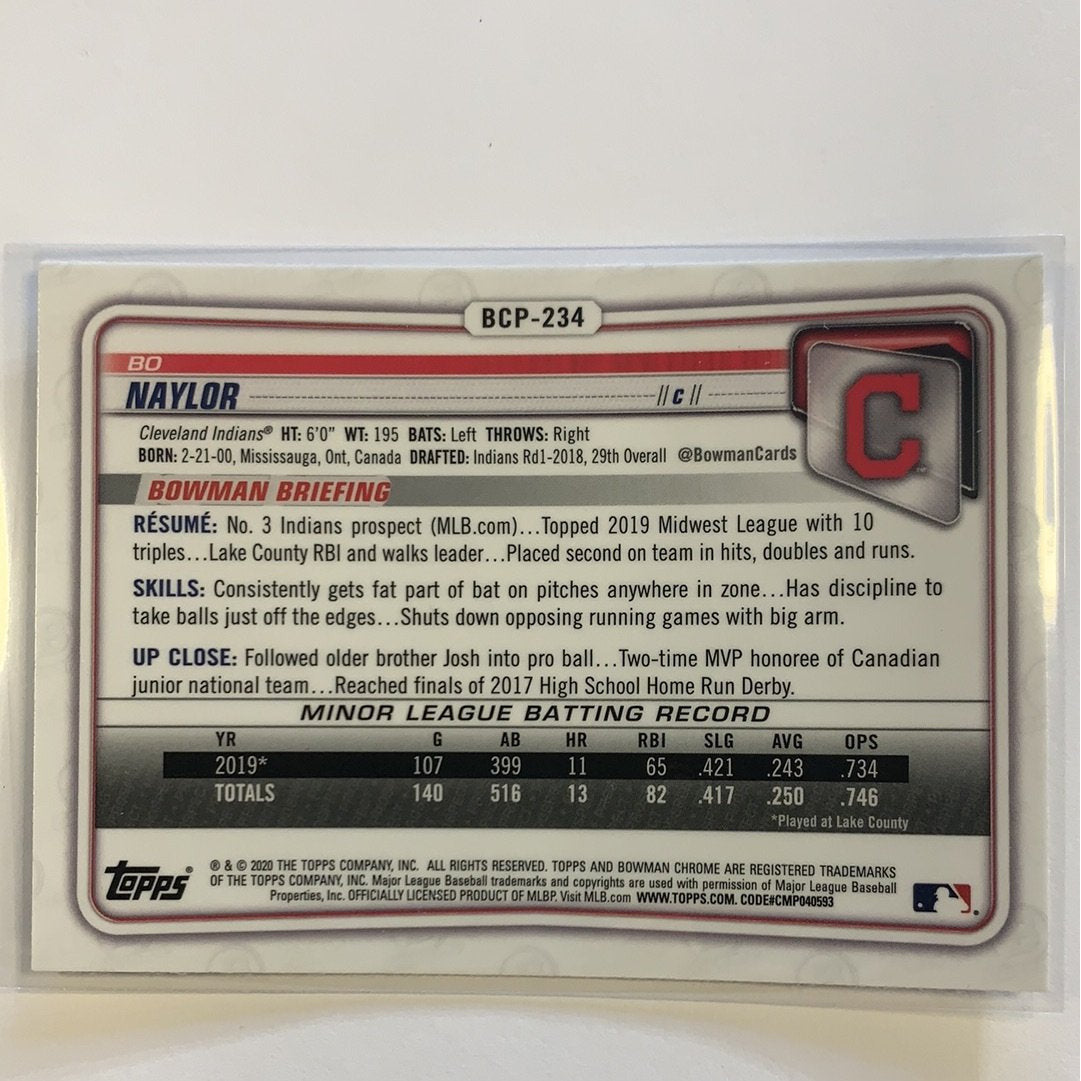 BCP-234
BO
NAYLOR // C //
C
Cleveland Indians® HT: 6'0" WT: 195 BATS: Left THROWS: Right
BORN: 2-21-00, Mississauga, Ont, Canada DRAFTED: Indians Rd1-2018, 29th Overall @BowmanCards
BOWMAN BRIEFING
RÉSUMÉ: No. 3 Indians prospect (MLB.com)...Topped 2019 Midwest League with 10
triples...Lake County RBI and walks leader...Placed second on team in hits, doubles and runs.
SKILLS: Consistently gets fat part of bat on pitches anywhere in zone...Has discipline to
take balls just off the edges...Shuts down opposing running games with big arm.
UP CLOSE: Followed older brother Josh into pro ball...Two-time MVP honoree of Canadian
junior national team...Reached finals of 2017 High School Home Run Derby.
MINOR LEAGUE BATTING RECORD
YR G AB HR RBI SLG AVG OPS
2019* 107 399 11 65 .421 .243 .734
TOTALS 140 516 13 82 .417 .250 .746
*Played at Lake County
Topps®
® & © 2020 THE TOPPS COMPANY, INC. ALL RIGHTS RESERVED. TOPPS AND BOWMAN CHROME ARE REGISTERED TRADEMARKS
OF THE TOPPS COMPANY, INC. Major League Baseball trademarks and copyrights are used with permission of Major League Baseball
Properties, Inc. OFFICIALLY LICENSED PRODUCT OF MLBP. Visit MLB.com WWW.TOPPS.COM. CODE#CMP040593